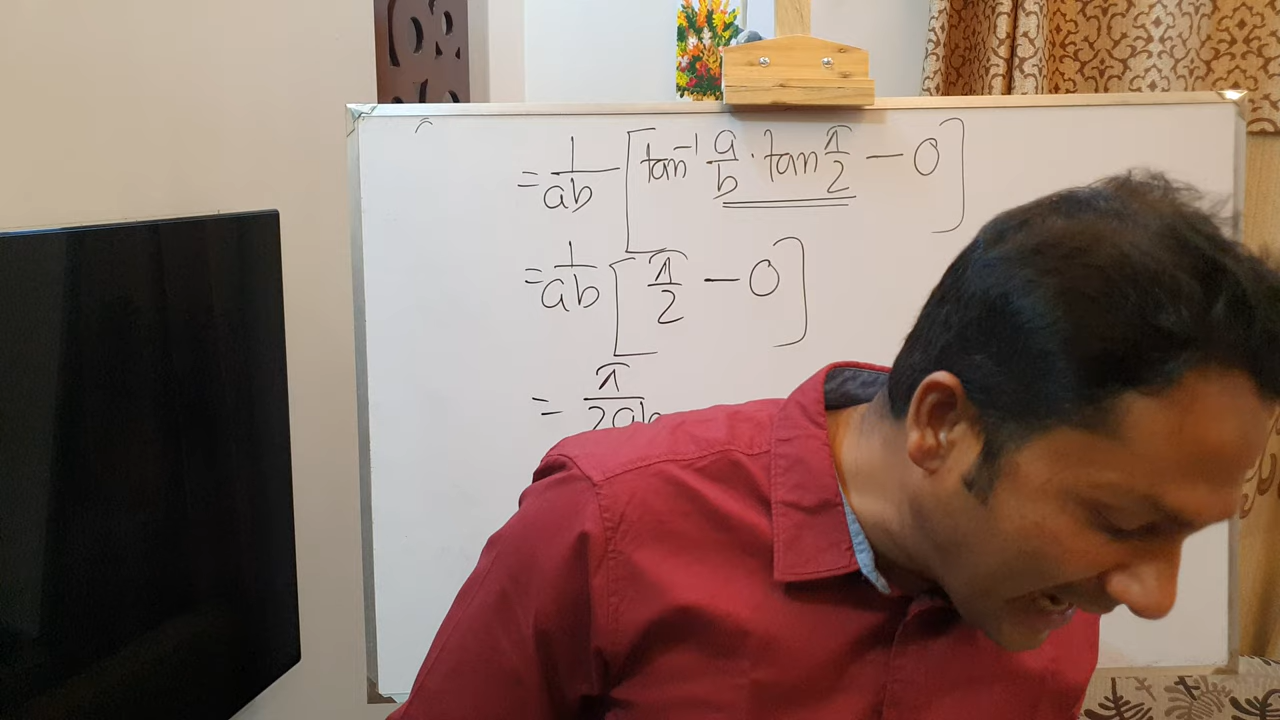 = 1/ab [tan⁻¹ a/b · tan π/2 − 0]
= 1/ab [π/2 − 0]
= π/2ab